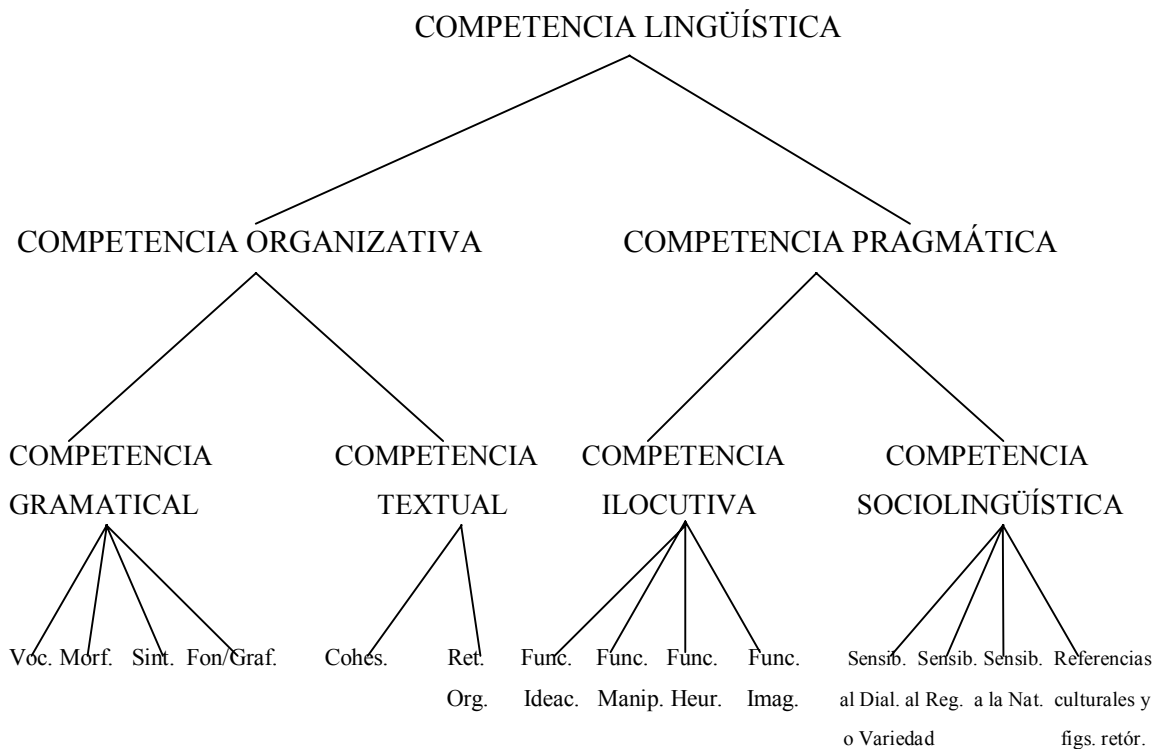 COMPETENCIA LINGÜÍSTICA
COMPETENCIA ORGANIZATIVA
COMPETENCIA PRAGMÁTICA
COMPETENCIA
GRAMATICAL
COMPETENCIA
TEXTUAL
COMPETENCIA
ILOCUTIVA
COMPETENCIA
SOCIOLINGÜÍSTICA
Voc. Morf. Sint. Fon/Graf.
Cohes.
Ret.
Org.
Func.
Ideac.
Func.
Manip.
Func.
Heur.
Func.
Imag.
Sensib.
al Dial.
o Variedad
Sensib.
al Reg.
Sensib.
a la Nat.
Referencias
culturales y
figs. retór.